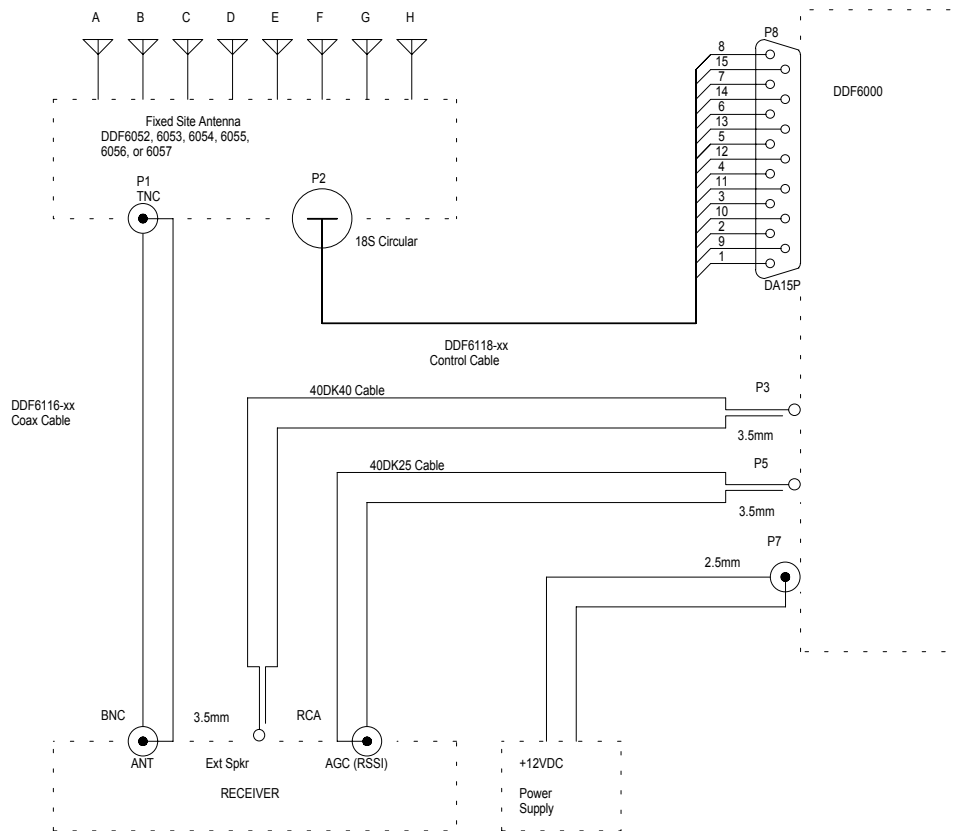 A B C D E F G H
Fixed Site Antenna
DDF6052, 6053, 6054, 6055,
6056, or 6057
P1
TNC
P2
18S Circular
P8
8
15
7
14
6
13
5
12
4
11
3
10
2
9
1
DA15P
DDF6000
DDF6118-xx
Control Cable
DDF6116-xx
Coax Cable
40DK40 Cable
P3
3.5mm
40DK25 Cable
P5
3.5mm
P7
2.5mm
BNC
3.5mm
RCA
ANT
Ext Spkr
AGC (RSSI)
RECEIVER
+12VDC
Power
Supply